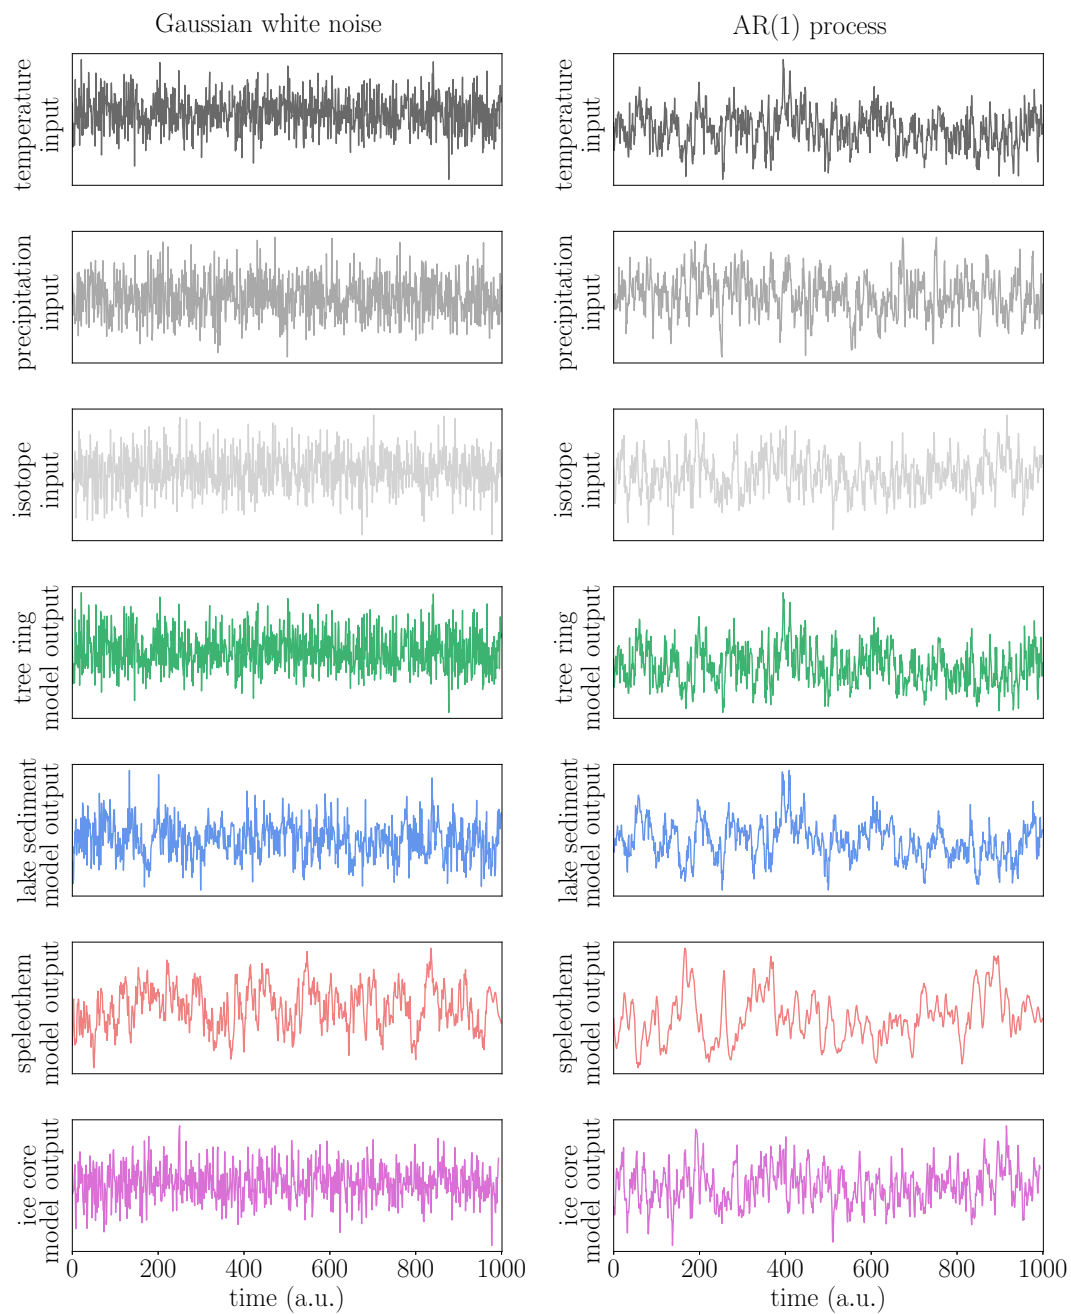 Gaussian white noise
AR(1) process
temperature
input
temperature
input
precipitation
input
precipitation
input
isotope
input
isotope
input
tree ring
model output
tree ring
model output
lake sediment
model output
lake sediment
model output
speleothem
model output
speleothem
model output
ice core
model output
ice core
model output
0 200 400 600 800 1000
0 200 400 600 800 1000
time (a.u.)
time (a.u.)